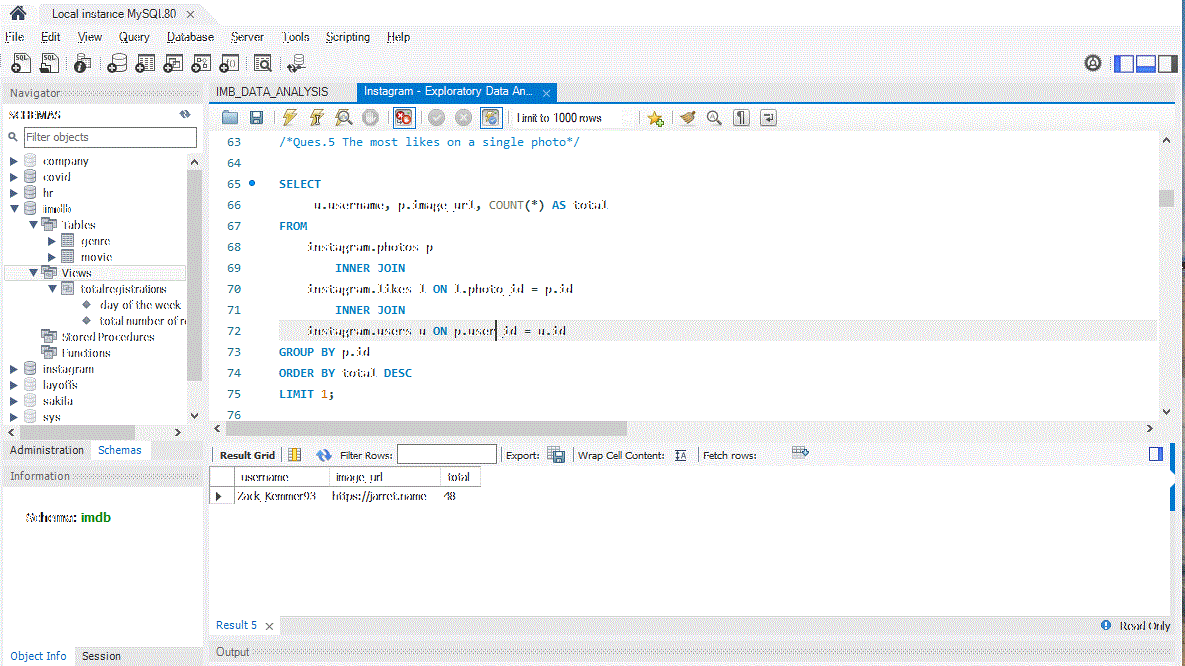 Local instance MySQL80
File Edit View Query Database Server Tools Scripting Help
Navigator
SCHEMAS
Filter objects
company
covid
hr
imdb
Tables
genre
movie
Views
totalregistrations
day of the week
total number of r
Stored Procedures
Functions
instagram
layoffs
sakila
sys
Administration Schemas
Information
Schema: imdb
Object Info Session
IMB_DATA_ANALYSIS Instagram - Exploratory Data An...
Limit to 1000 rows
63 /*Ques.5 The most likes on a single photo*/
64
65 SELECT
66 u.username, p.image_url, COUNT(*) AS total
67 FROM
68 instagram.photos p
69 INNER JOIN
70 instagram.likes l ON l.photo_id = p.id
71 INNER JOIN
72 instagram.users u ON p.user_id = u.id
73 GROUP BY p.id
74 ORDER BY total DESC
75 LIMIT 1;
76
Result Grid Filter Rows: Export: Wrap Cell Content: Fetch rows:
username image_url total
Zack_Kemmer93 https://jarret.name 48
Result 5 Read Only
Output